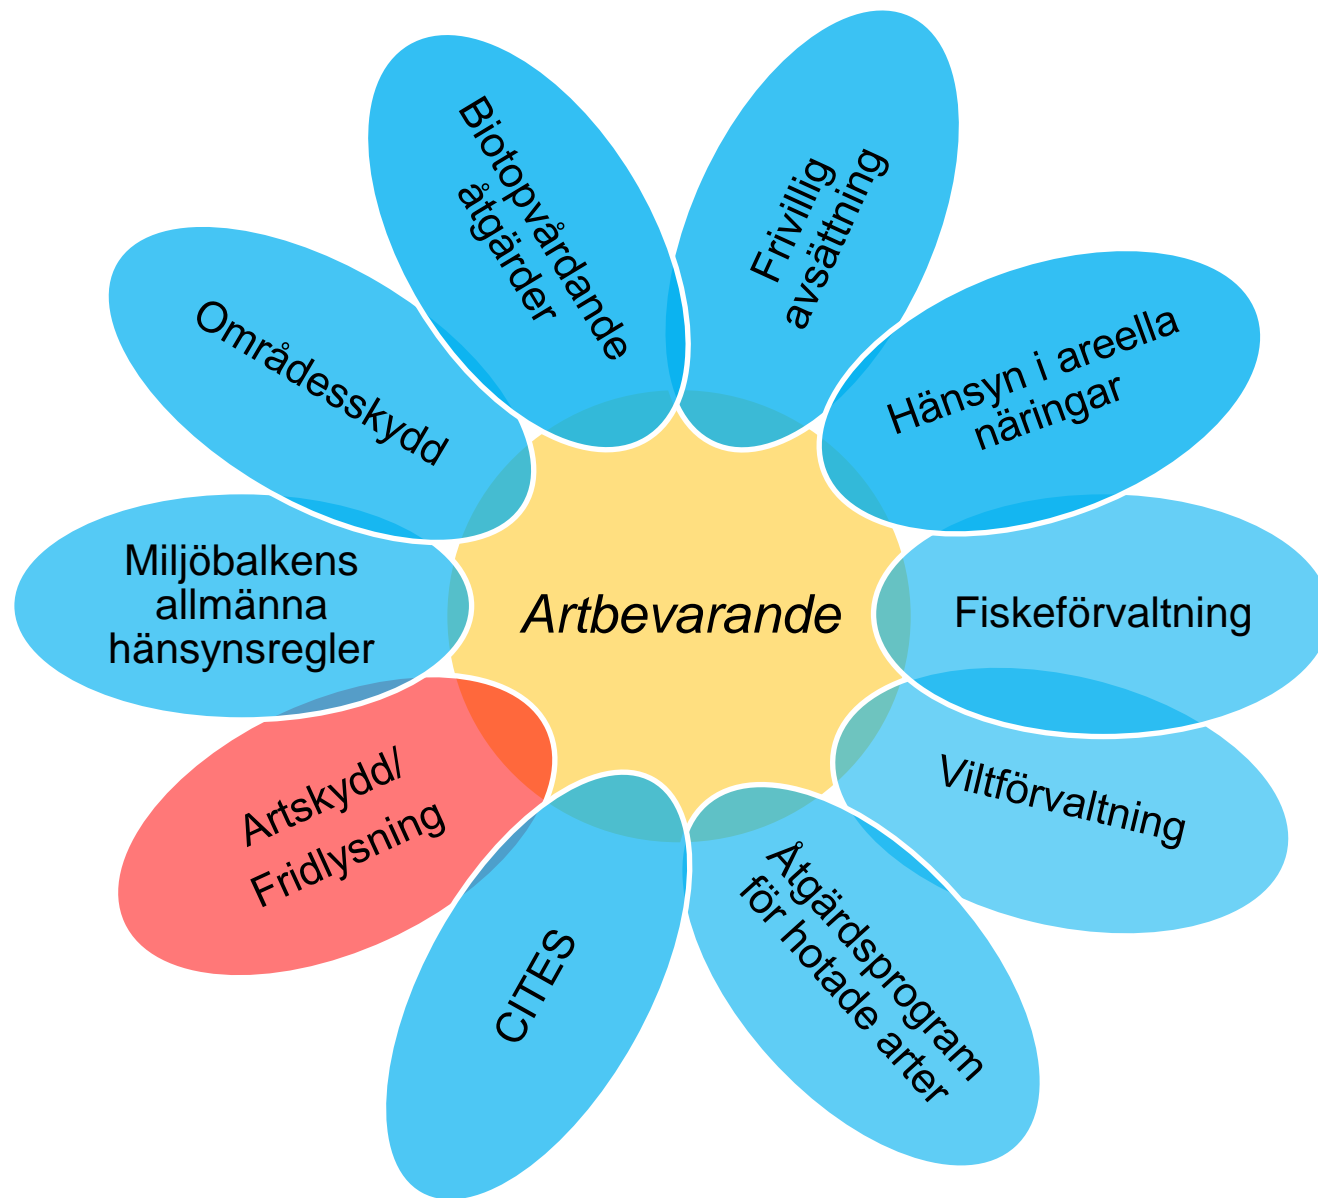 Biotopvårdande
åtgärder
Frivillig
avsättning
Områdesskydd
Hänsyn i areella
näringar
Miljöbalkens
allmänna
hänsynsregler
Artbevarande
Fiskeförvaltning
Artskydd/
Fridlysning
Viltförvaltning
CITES
Åtgärdsprogram
för hotade arter